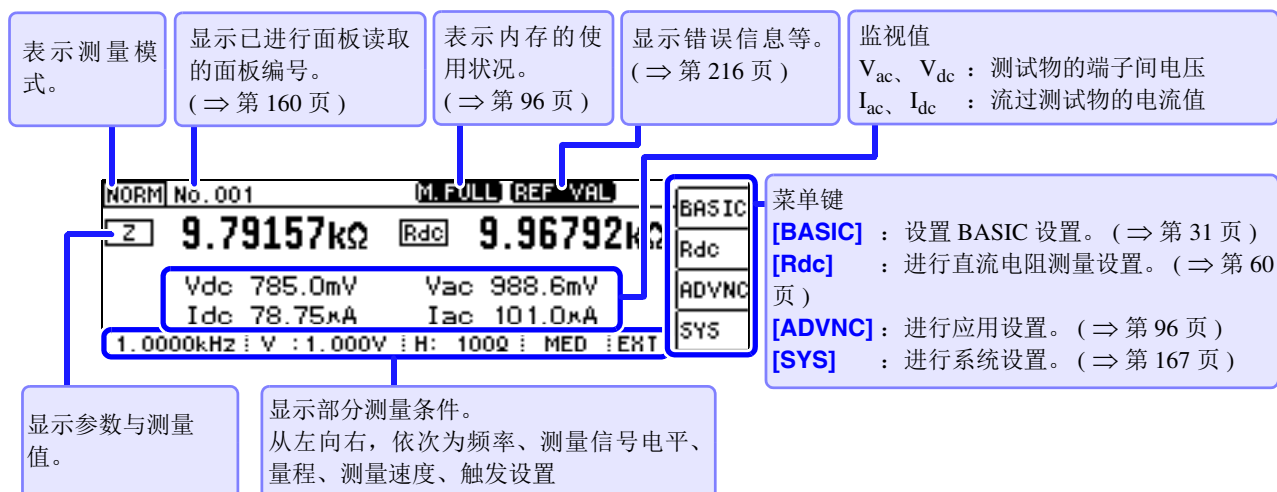 表示测量模
式。
显示已进行面板读取
的面板编号。
( ⇒ 第 160 页 )
表示内存的使
用状况。
( ⇒ 第 96 页 )
显示错误信息等。
( ⇒ 第 216 页 )
监视值
Vac、 Vdc ：测试物的端子间电压
Iac、 Idc ：流过测试物的电流值
NORM No.001 M.FULL REF VAL
Z 9.79157kΩ Rdc 9.96792kΩ
Vdc 785.0mV Vac 988.6mV
Idc 78.75μA Iac 101.0μA
1.0000kHz V :1.000V H: 100Ω MED EXT
BASIC
Rdc
ADVNC
SYS
菜单键
[BASIC] ：设置 BASIC 设置。 ( ⇒ 第 31 页 )
[Rdc] ：进行直流电阻测量设置。 ( ⇒ 第 60
页 )
[ADVNC] ：进行应用设置。 ( ⇒ 第 96 页 )
[SYS] ：进行系统设置。 ( ⇒ 第 167 页 )
显示参数与测量
值。
显示部分测量条件。
从左向右，依次为频率、测量信号电平、
量程、测量速度、触发设置